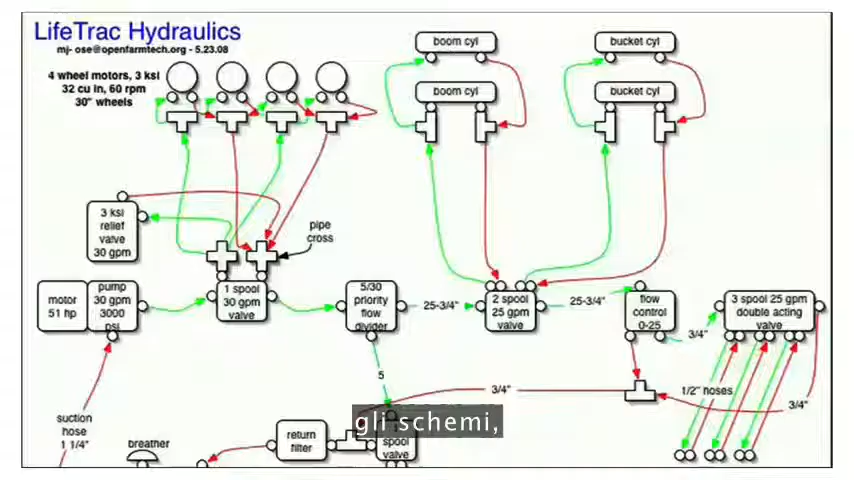 LifeTrac Hydraulics
mj- ose@openfarmtech.org - 5.23.08
4 wheel motors, 3 ksi
32 cu in, 60 rpm
30" wheels
boom cyl
bucket cyl
boom cyl
bucket cyl
3 ksi
relief
valve
30 gpm
pipe
cross
motor
51 hp
pump
30 gpm
3000
psi
1 spool
30 gpm
valve
5/30
priority
flow
divider
25-3/4"
2 spool
25 gpm
valve
25-3/4"
flow
control
0-25
3/4"
3 spool 25 gpm
double acting
valve
5
3/4"
1/2" hoses
3/4"
suction
hose
1 1/4"
breather
return
filter
spool
valve
gli schemi,